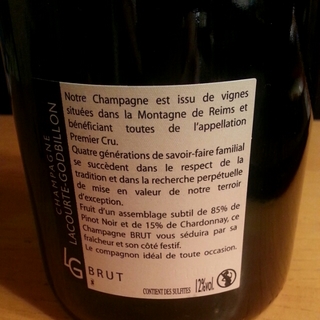 Notre Champagne est issu de vignes
situées dans la Montagne de Reims et
bénéficiant toutes de l'appellation
Premier Cru.
Quatre générations de savoir-faire familial
se succèdent dans le respect de la
tradition et dans la recherche perpétuelle
de mise en valeur de notre terroir
d'exception.
Fruit d'un assemblage subtil de 85% de
Pinot Noir et de 15% de Chardonnay, ce
Champagne BRUT vous séduira par sa
fraîcheur et son côté festif.
Le compagnon idéal de toute occasion.
CHAMPAGNE
LACOURTE-GODBILLON
LG
BRUT
CONTIENT DES SULFITES
12%vol.